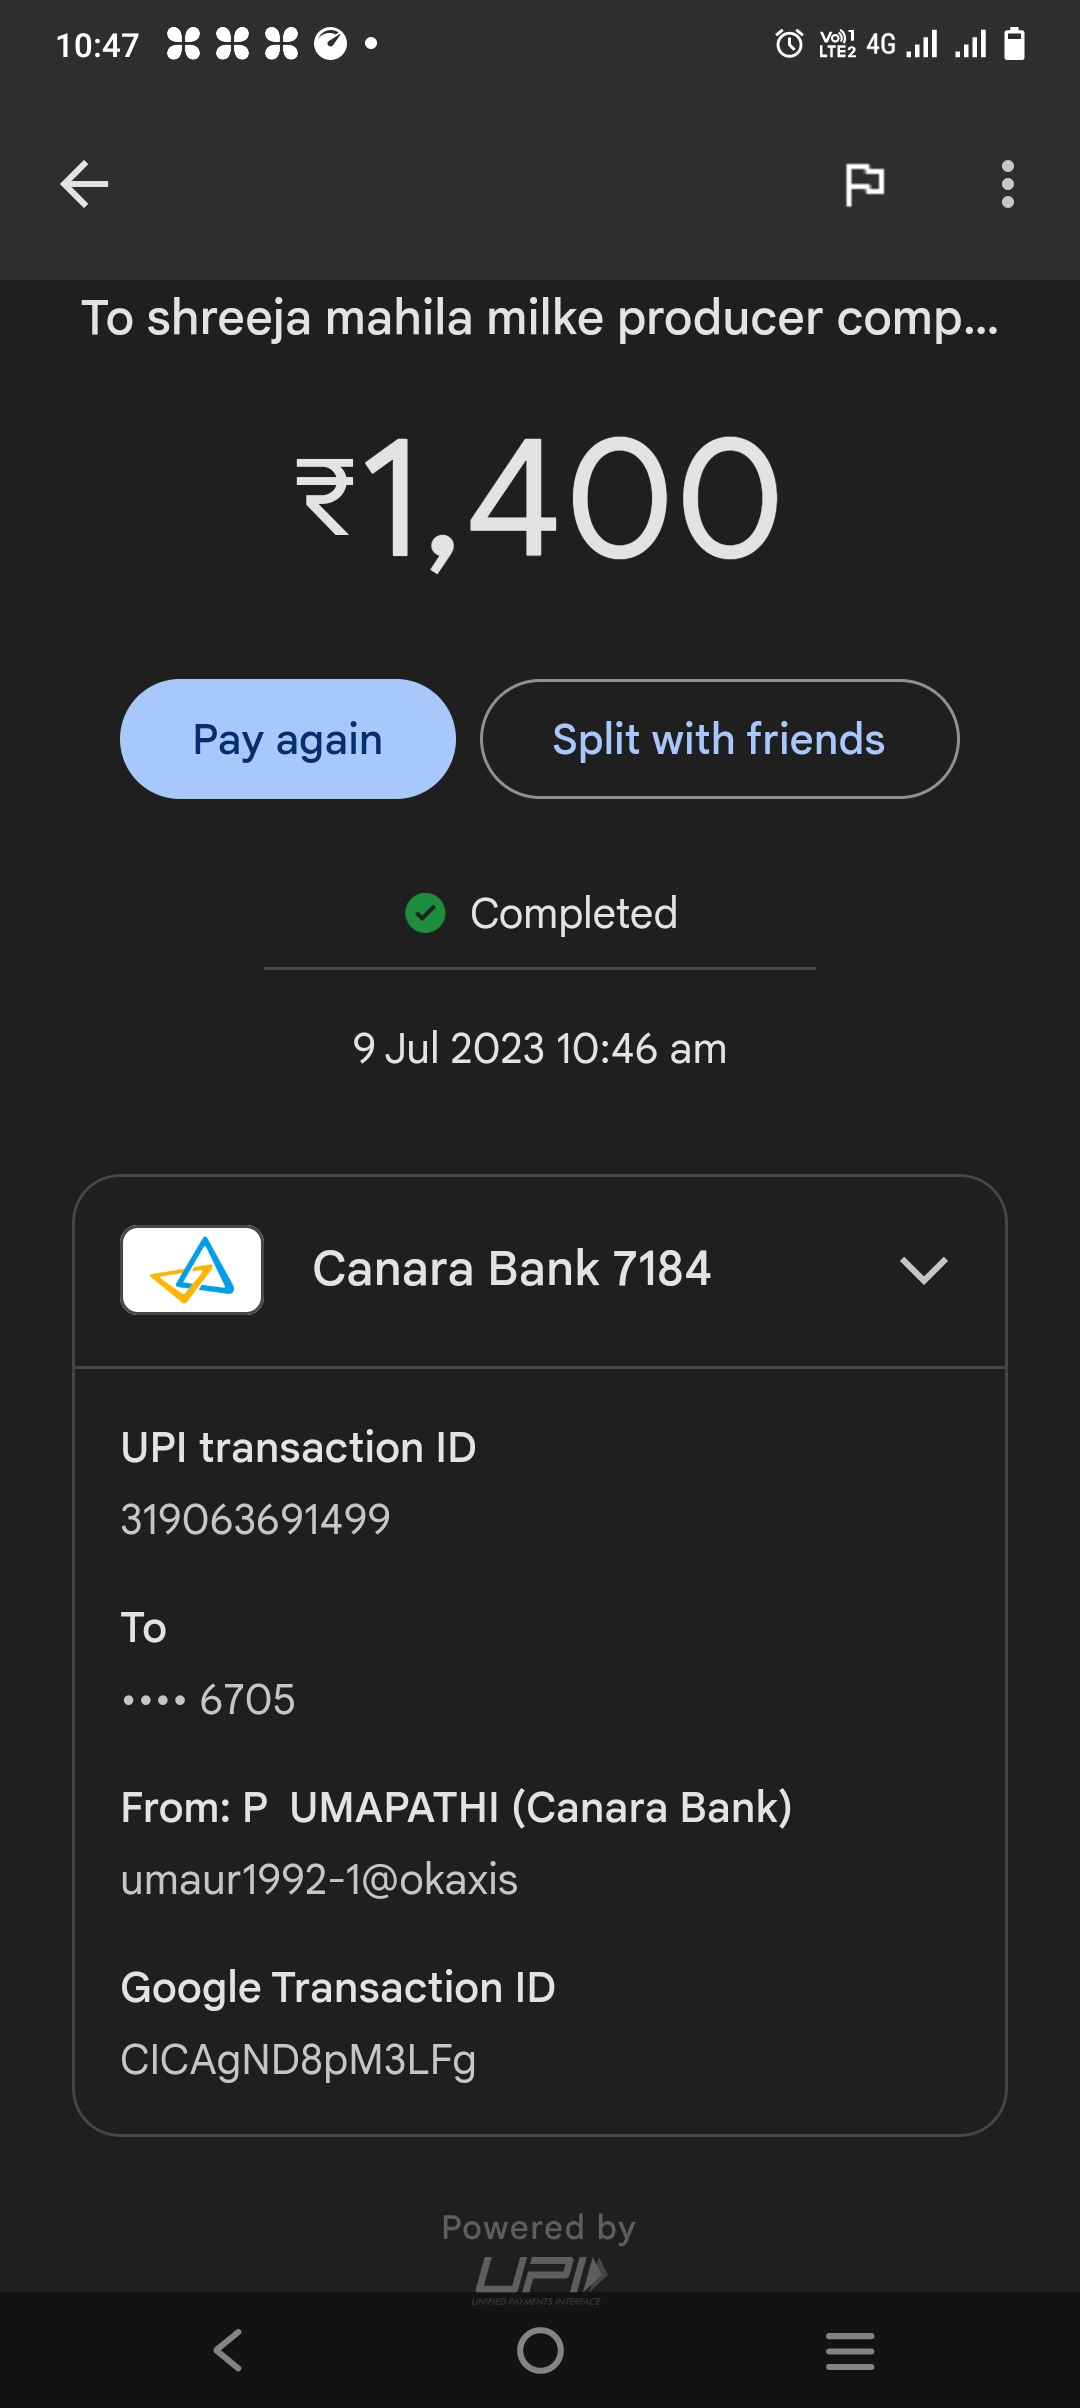 10:47 Vo)) 1 LTE2 4G
To shreeja mahila milke producer comp...
₹1,400
Pay again Split with friends
Completed
9 Jul 2023 10:46 am
Canara Bank 7184
UPI transaction ID
319063691499
To
•••• 6705
From: P  UMAPATHI (Canara Bank)
umaur1992-1@okaxis
Google Transaction ID
CICAgND8pM3LFg
Powered by
UPI
UNIFIED PAYMENTS INTERFACE